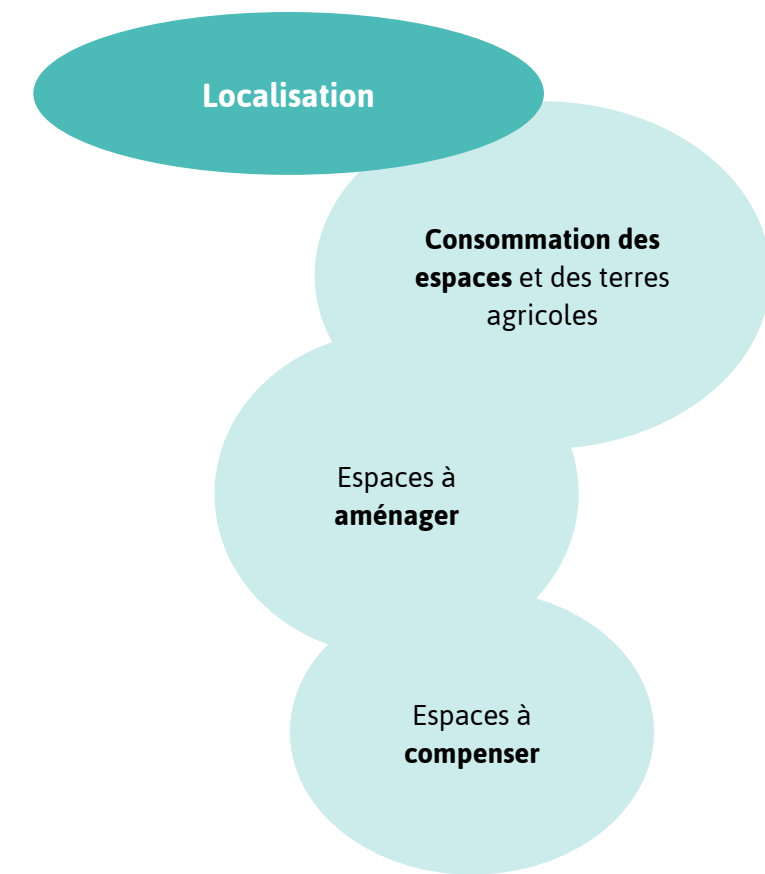 Localisation
Consommation des
espaces et des terres
agricoles
Espaces à
aménager
Espaces à
compenser